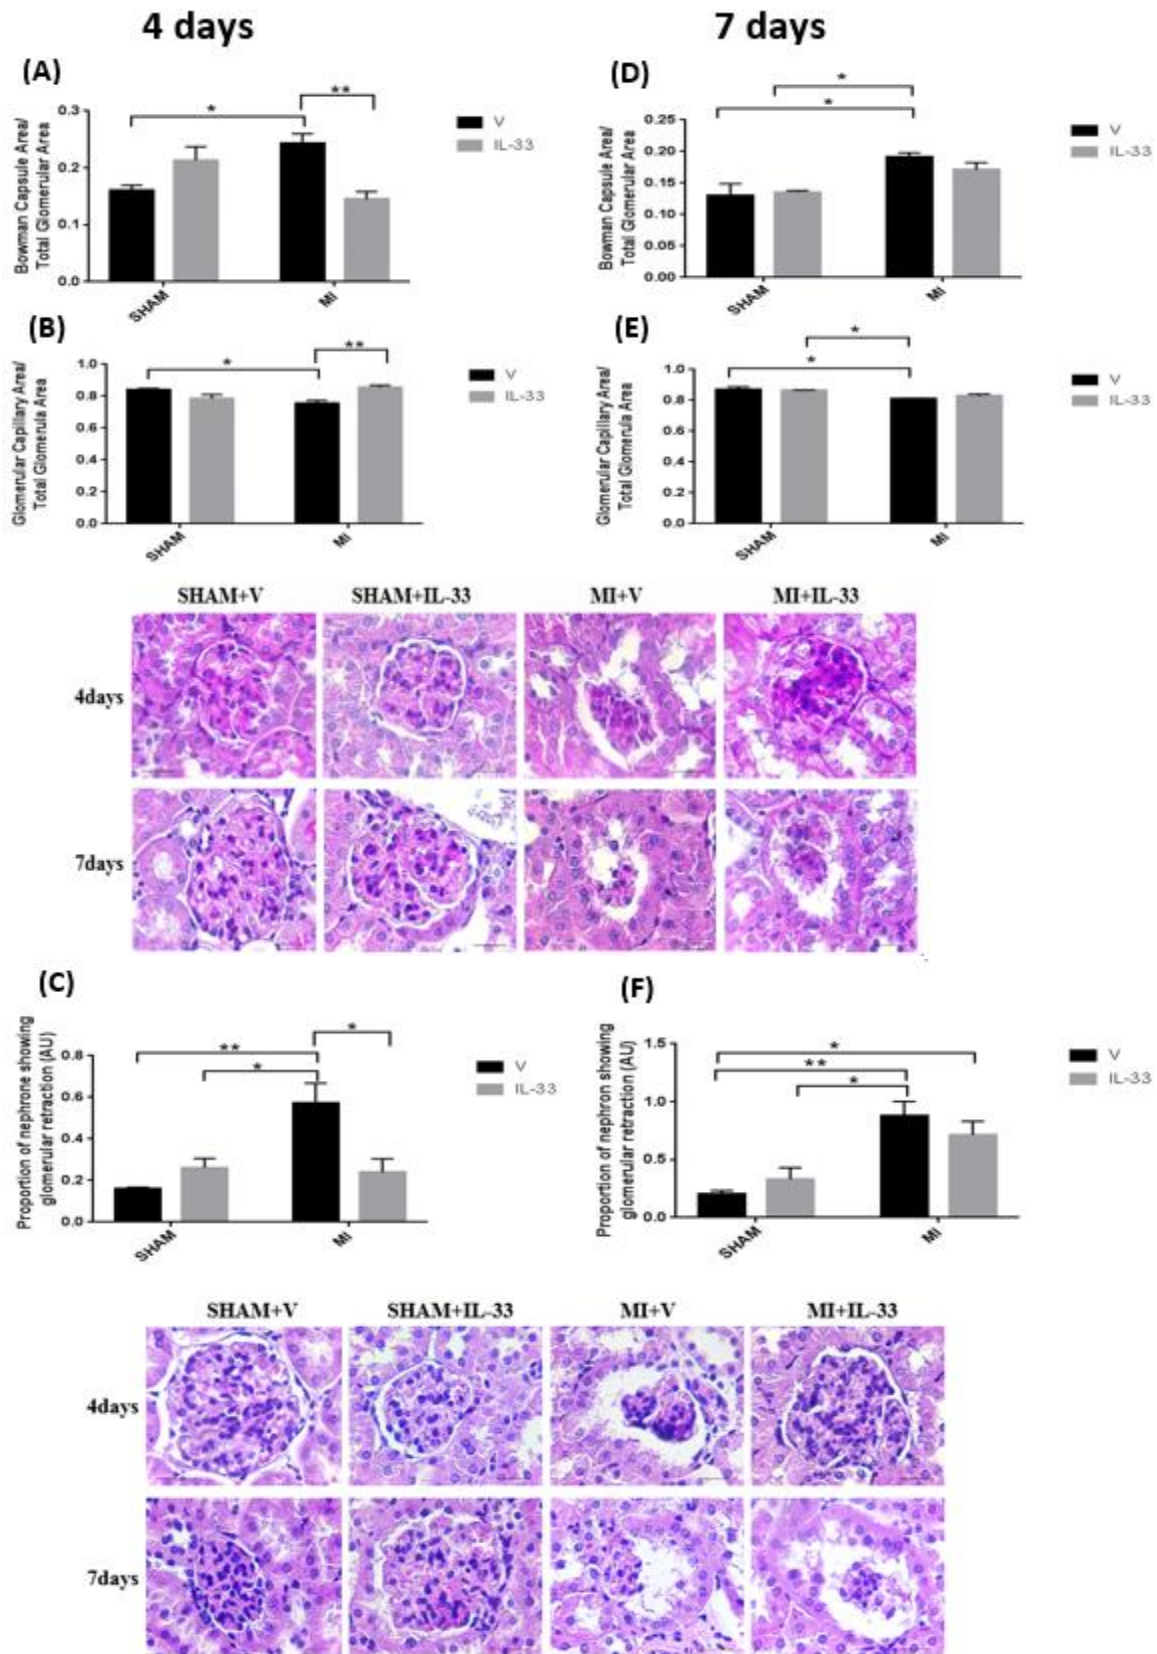 4 days
7 days
(A)
Bowman Capsule Area/
Total Glomerular Area
0.3
0.2
0.1
0.0
*
**
SHAM
MI
V
IL-33
(D)
Bowman Capsule Area/
Total Glomerular Area
0.25
0.20
0.15
0.10
0.05
0.00
*
*
SHAM
MI
V
IL-33
(B)
Glomerular Capillary Area/
Total Glomerula Area
1.0
0.8
0.6
0.4
0.2
0.0
*
**
SHAM
MI
V
IL-33
(E)
Glomerular Capillary Area/
Total Glomerula Area
1.0
0.8
0.6
0.4
0.2
0.0
*
*
SHAM
MI
V
IL-33
SHAM+V SHAM+IL-33 MI+V MI+IL-33
4days
7days
(C)
Proportion of nephrone showing
glomerular retraction (AU)
0.8
0.6
0.4
0.2
0.0
*
**
*
SHAM
MI
V
IL-33
(F)
Proportion of nephron showing
glomerular retraction (AU)
1.5
1.0
0.5
0.0
*
**
*
SHAM
MI
V
IL-33
SHAM+V SHAM+IL-33 MI+V MI+IL-33
4days
7days